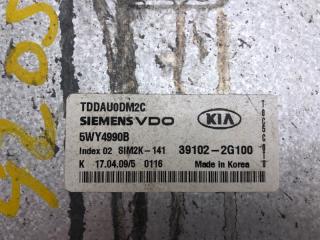 TDDAU0DM2C
SIEMENS VDO
KIA
5WY4990B
Index 02 SIM2K-141
39102-2G100
K 17.04.09/5 0116
Made in Korea